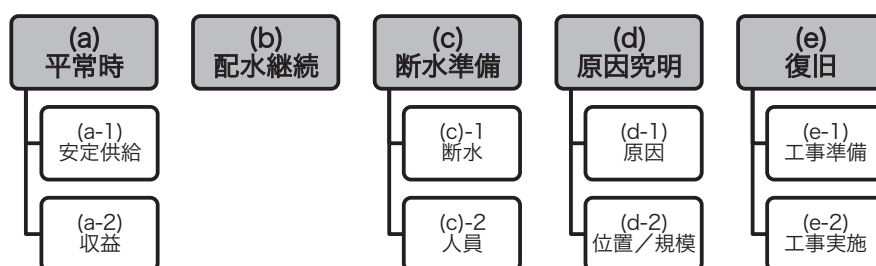 (a)
平常時
(b)
配水継続
(c)
断水準備
(d)
原因究明
(e)
復旧
(a-1)
安定供給
(c)-1
断水
(d-1)
原因
(e-1)
工事準備
(a-2)
収益
(c)-2
人員
(d-2)
位置／規模
(e-2)
工事実施